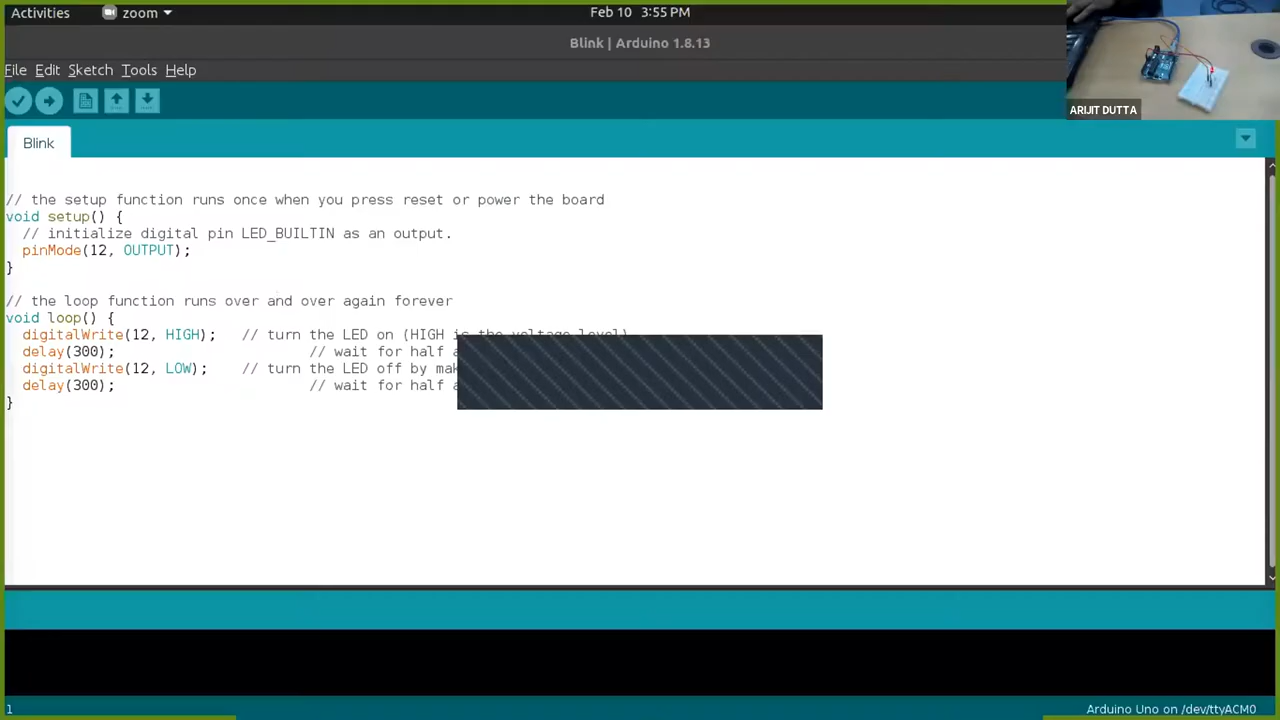 Activities zoom Feb 10 3:55 PM
Blink | Arduino 1.8.13
File Edit Sketch Tools Help
ARIJIT DUTTA
Blink
// the setup function runs once when you press reset or power the board
void setup() {
// initialize digital pin LED_BUILTIN as an output.
pinMode(12, OUTPUT);
}
// the loop function runs over and over again forever
void loop() {
digitalWrite(12, HIGH); // turn the LED on (HIGH is the voltage level)
delay(300); // wait for half
digitalWrite(12, LOW); // turn the LED off by
delay(300); // wait for half
}
1
Arduino Uno on /dev/ttyACM0